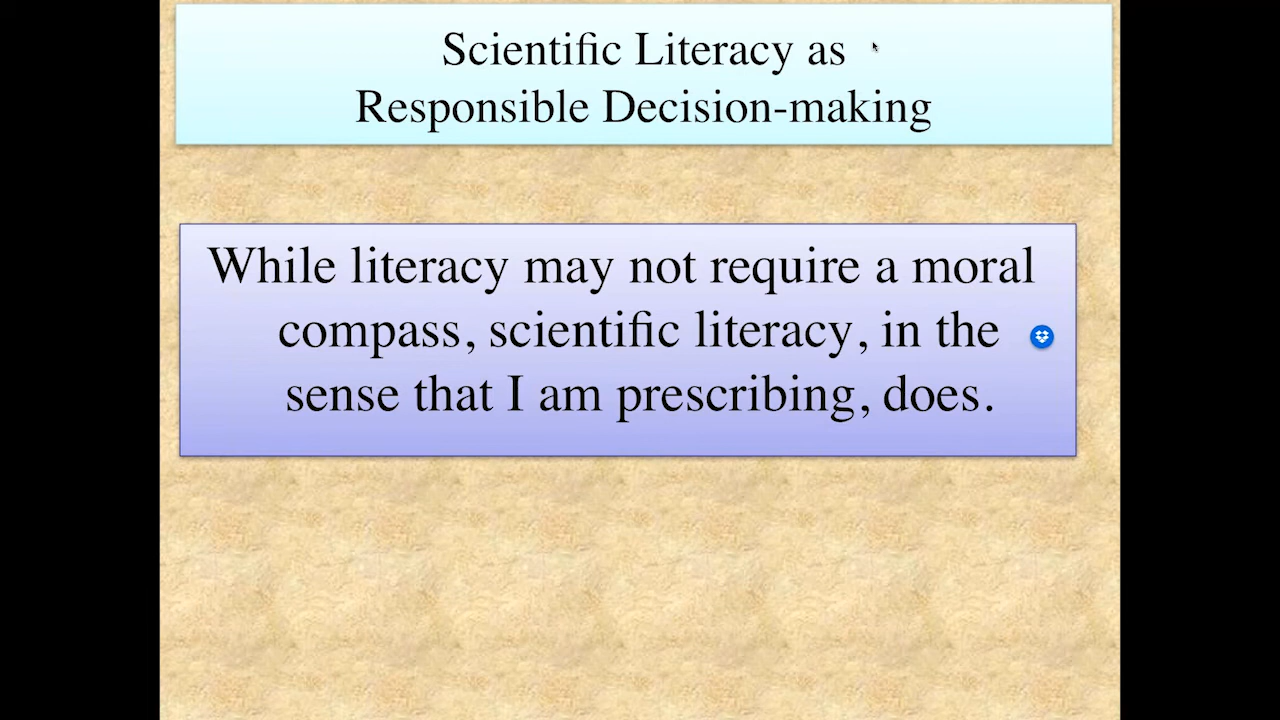 Scientific Literacy as
Responsible Decision-making
While literacy may not require a moral
compass, scientific literacy, in the
sense that I am prescribing, does.